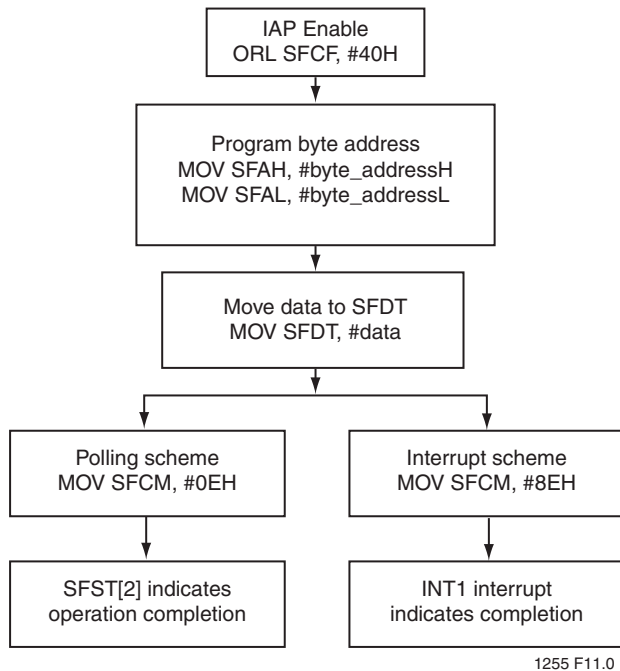 IAP Enable
ORL SFCF, #40H
Program byte address
MOV SFAH, #byte_addressH
MOV SFAL, #byte_addressL
Move data to SFDT
MOV SFDT, #data
Polling scheme
MOV SFCM, #0EH
Interrupt scheme
MOV SFCM, #8EH
SFST[2] indicates
operation completion
INT1 interrupt
indicates completion
1255 F11.0